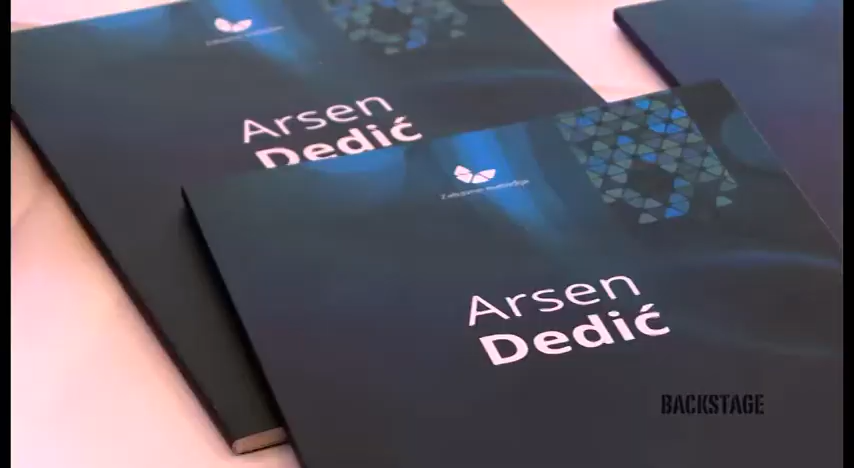 Arsen
Dedić
Arsen
Dedić
BACKSTAGE